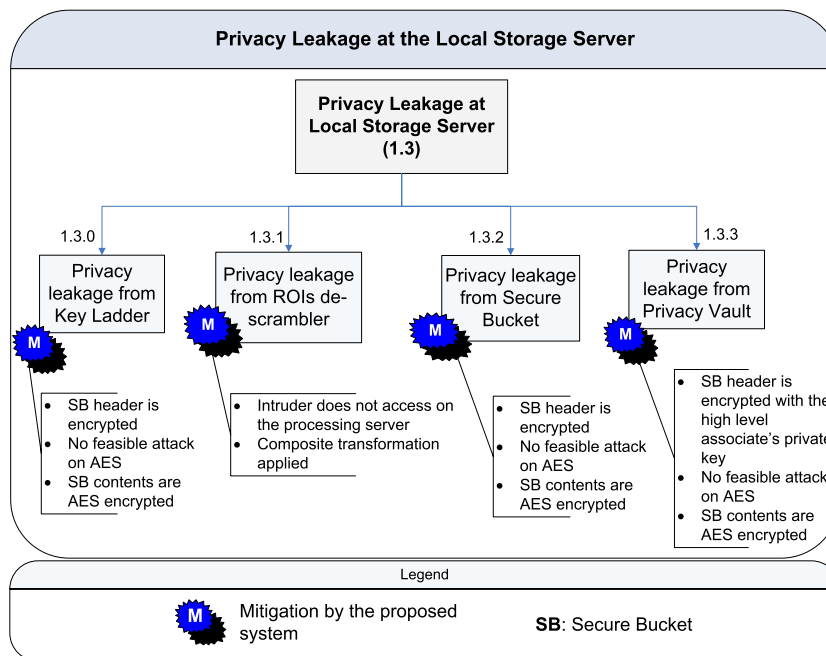 Privacy Leakage at the Local Storage Server
Privacy Leakage at
Local Storage Server
(1.3)
1.3.0
Privacy
leakage from
Key Ladder
M
• SB header is
encrypted
• No feasible attack
on AES
• SB contents are
AES encrypted
1.3.1
Privacy leakage
from ROIs de-
scrambler
M
• Intruder does not access on
the processing server
• Composite transformation
applied
1.3.2
Privacy leakage
from Secure
Bucket
M
• SB header is
encrypted
• No feasible attack
on AES
• SB contents are
AES encrypted
1.3.3
Privacy
leakage from
Privacy Vault
M
• SB header is
encrypted with the
high level
associate's private
key
• No feasible attack
on AES
• SB contents are
AES encrypted
Legend
M
Mitigation by the proposed
system
SB: Secure Bucket